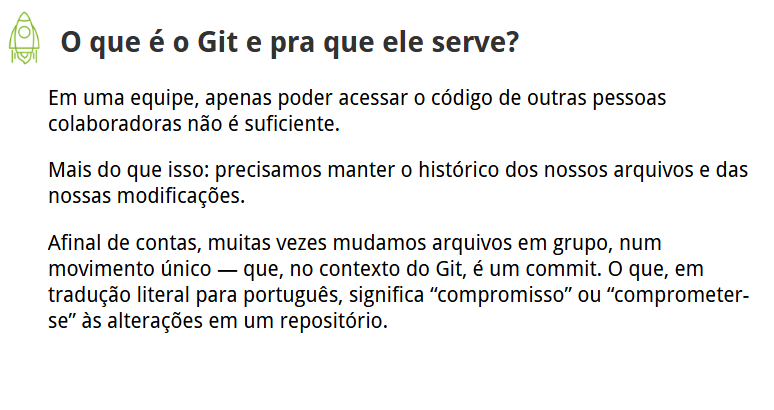 O que é o Git e pra que ele serve?
Em uma equipe, apenas poder acessar o código de outras pessoas
colaboradoras não é suficiente.
Mais do que isso: precisamos manter o histórico dos nossos arquivos e das
nossas modificações.
Afinal de contas, muitas vezes mudamos arquivos em grupo, num
movimento único — que, no contexto do Git, é um commit. O que, em
tradução literal para português, significa “compromisso” ou “comprometer-
se” às alterações em um repositório.